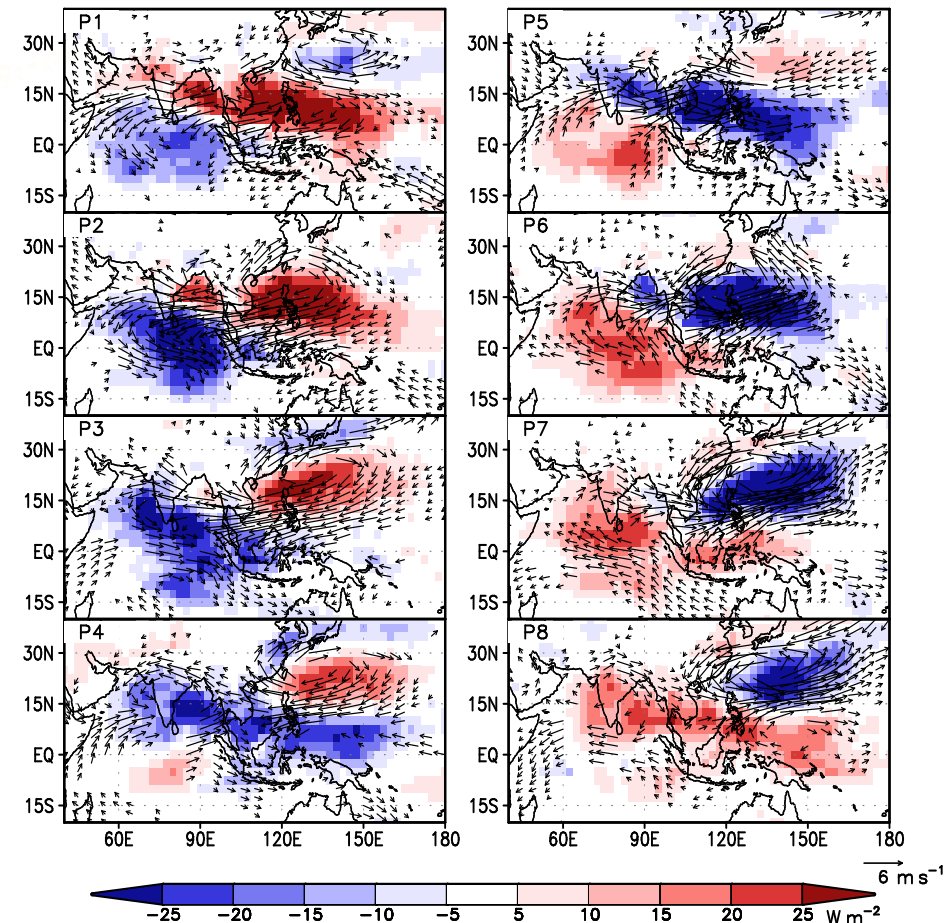 P1 P5
30N 30N
15N 15N
EQ EQ
15S 15S
P2 P6
30N 30N
15N 15N
EQ EQ
15S 15S
P3 P7
30N 30N
15N 15N
EQ EQ
15S 15S
P4 P8
30N 30N
15N 15N
EQ EQ
15S 15S
60E 90E 120E 150E 180 60E 90E 120E 150E 180
6 m s⁻¹
−25 −20 −15 −10 −5 5 10 15 20 25 W m⁻²